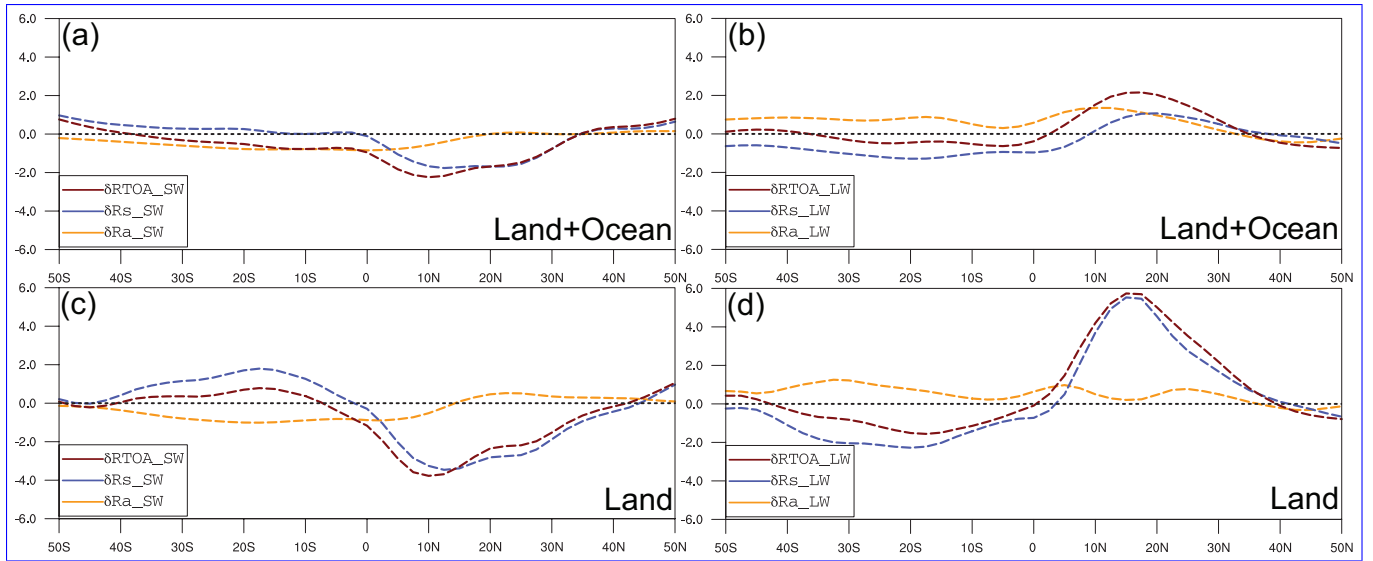 (a)
6.0
4.0
2.0
0.0
-2.0
-4.0
-6.0
δRTOA_SW
δRs_SW
δRa_SW
Land+Ocean
50S 40S 30S 20S 10S 0 10N 20N 30N 40N 50N
(b)
6.0
4.0
2.0
0.0
-2.0
-4.0
-6.0
δRTOA_LW
δRs_LW
δRa_LW
Land+Ocean
50S 40S 30S 20S 10S 0 10N 20N 30N 40N 50N
(c)
6.0
4.0
2.0
0.0
-2.0
-4.0
-6.0
δRTOA_SW
δRs_SW
δRa_SW
Land
50S 40S 30S 20S 10S 0 10N 20N 30N 40N 50N
(d)
6.0
4.0
2.0
0.0
-2.0
-4.0
-6.0
δRTOA_LW
δRs_LW
δRa_LW
Land
50S 40S 30S 20S 10S 0 10N 20N 30N 40N 50N